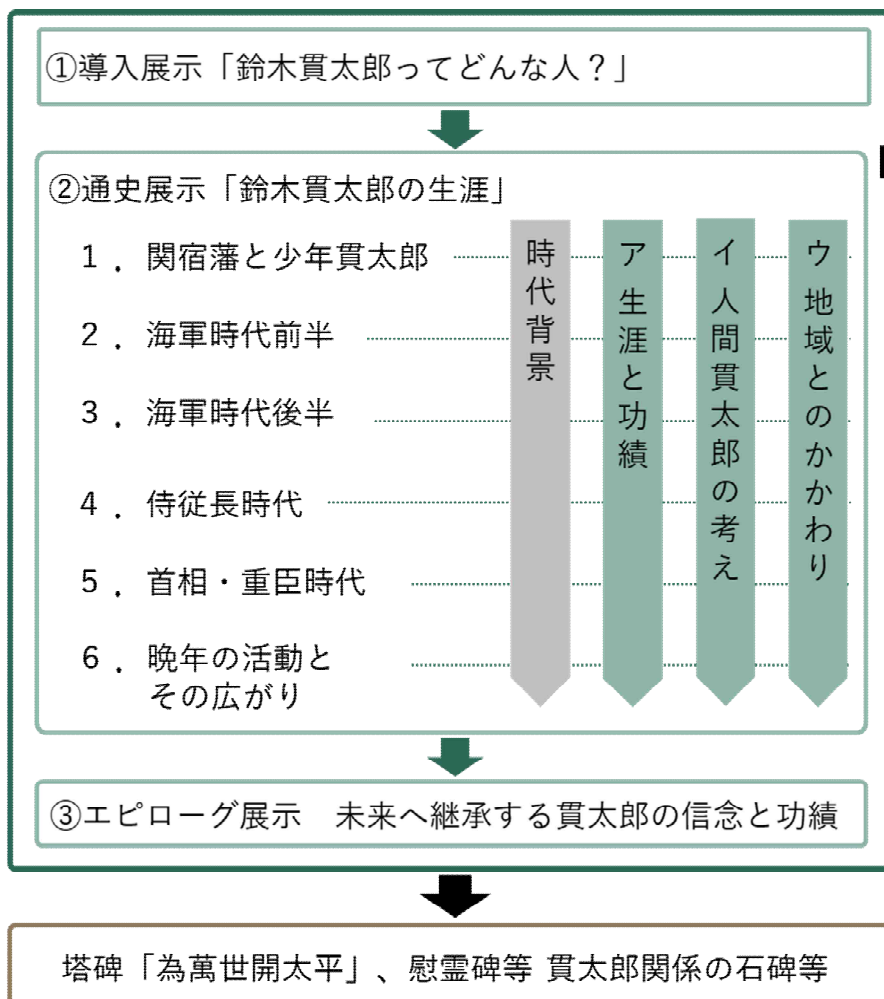 ①導入展示「鈴木貫太郎ってどんな人？」
②通史展示「鈴木貫太郎の生涯」
1．関宿藩と少年貫太郎
2．海軍時代前半
3．海軍時代後半
4．侍従長時代
5．首相・重臣時代
6．晩年の活動と
その広がり
時代背景
ア 生涯と功績
イ 人間貫太郎の考え
ウ 地域とのかかわり
③エピローグ展示　未来へ継承する貫太郎の信念と功績
塔碑「為萬世開太平」、慰霊碑等 貫太郎関係の石碑等